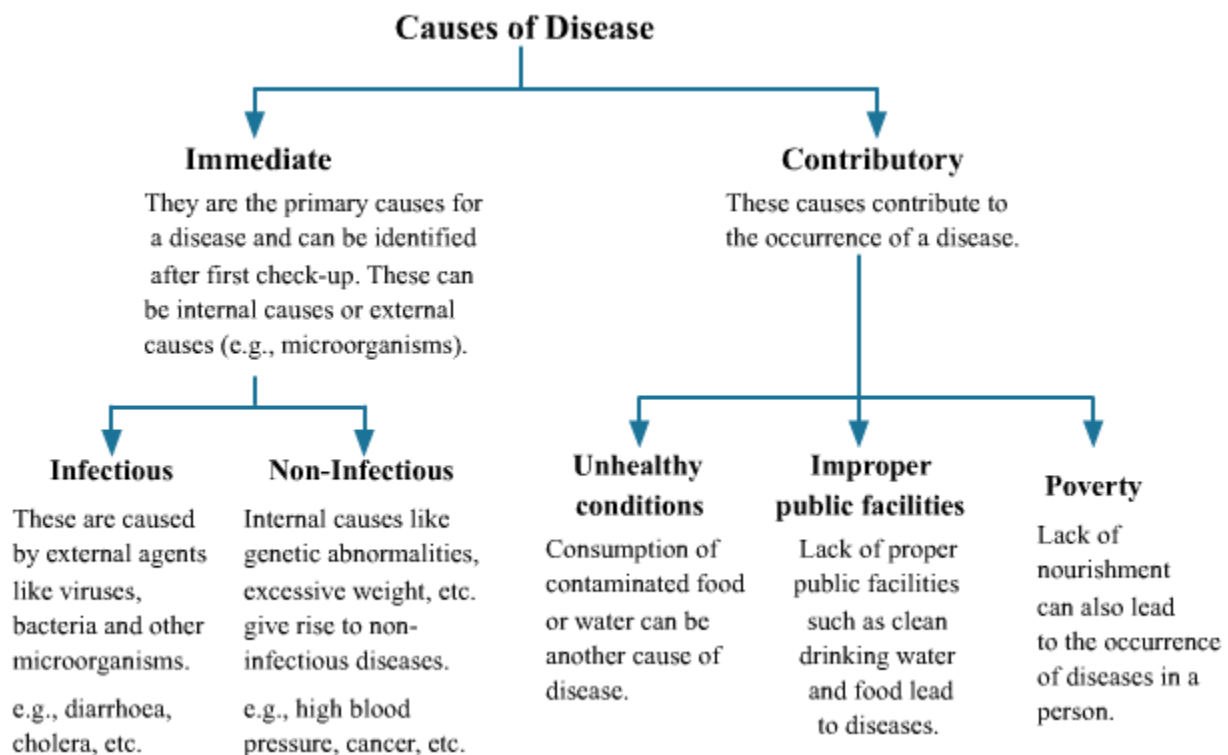 Causes of Disease
Immediate
They are the primary causes for
a disease and can be identified
after first check-up. These can
be internal causes or external
causes (e.g., microorganisms).
Contributory
These causes contribute to
the occurrence of a disease.
Infectious
These are caused
by external agents
like viruses,
bacteria and other
microorganisms.
e.g., diarrhoea,
cholera, etc.
Non-Infectious
Internal causes like
genetic abnormalities,
excessive weight, etc.
give rise to non-
infectious diseases.
e.g., high blood
pressure, cancer, etc.
Unhealthy
conditions
Consumption of
contaminated food
or water can be
another cause of
disease.
Improper
public facilities
Lack of proper
public facilities
such as clean
drinking water
and food lead
to diseases.
Poverty
Lack of
nourishment
can also lead
to the occurrence
of diseases in a
person.